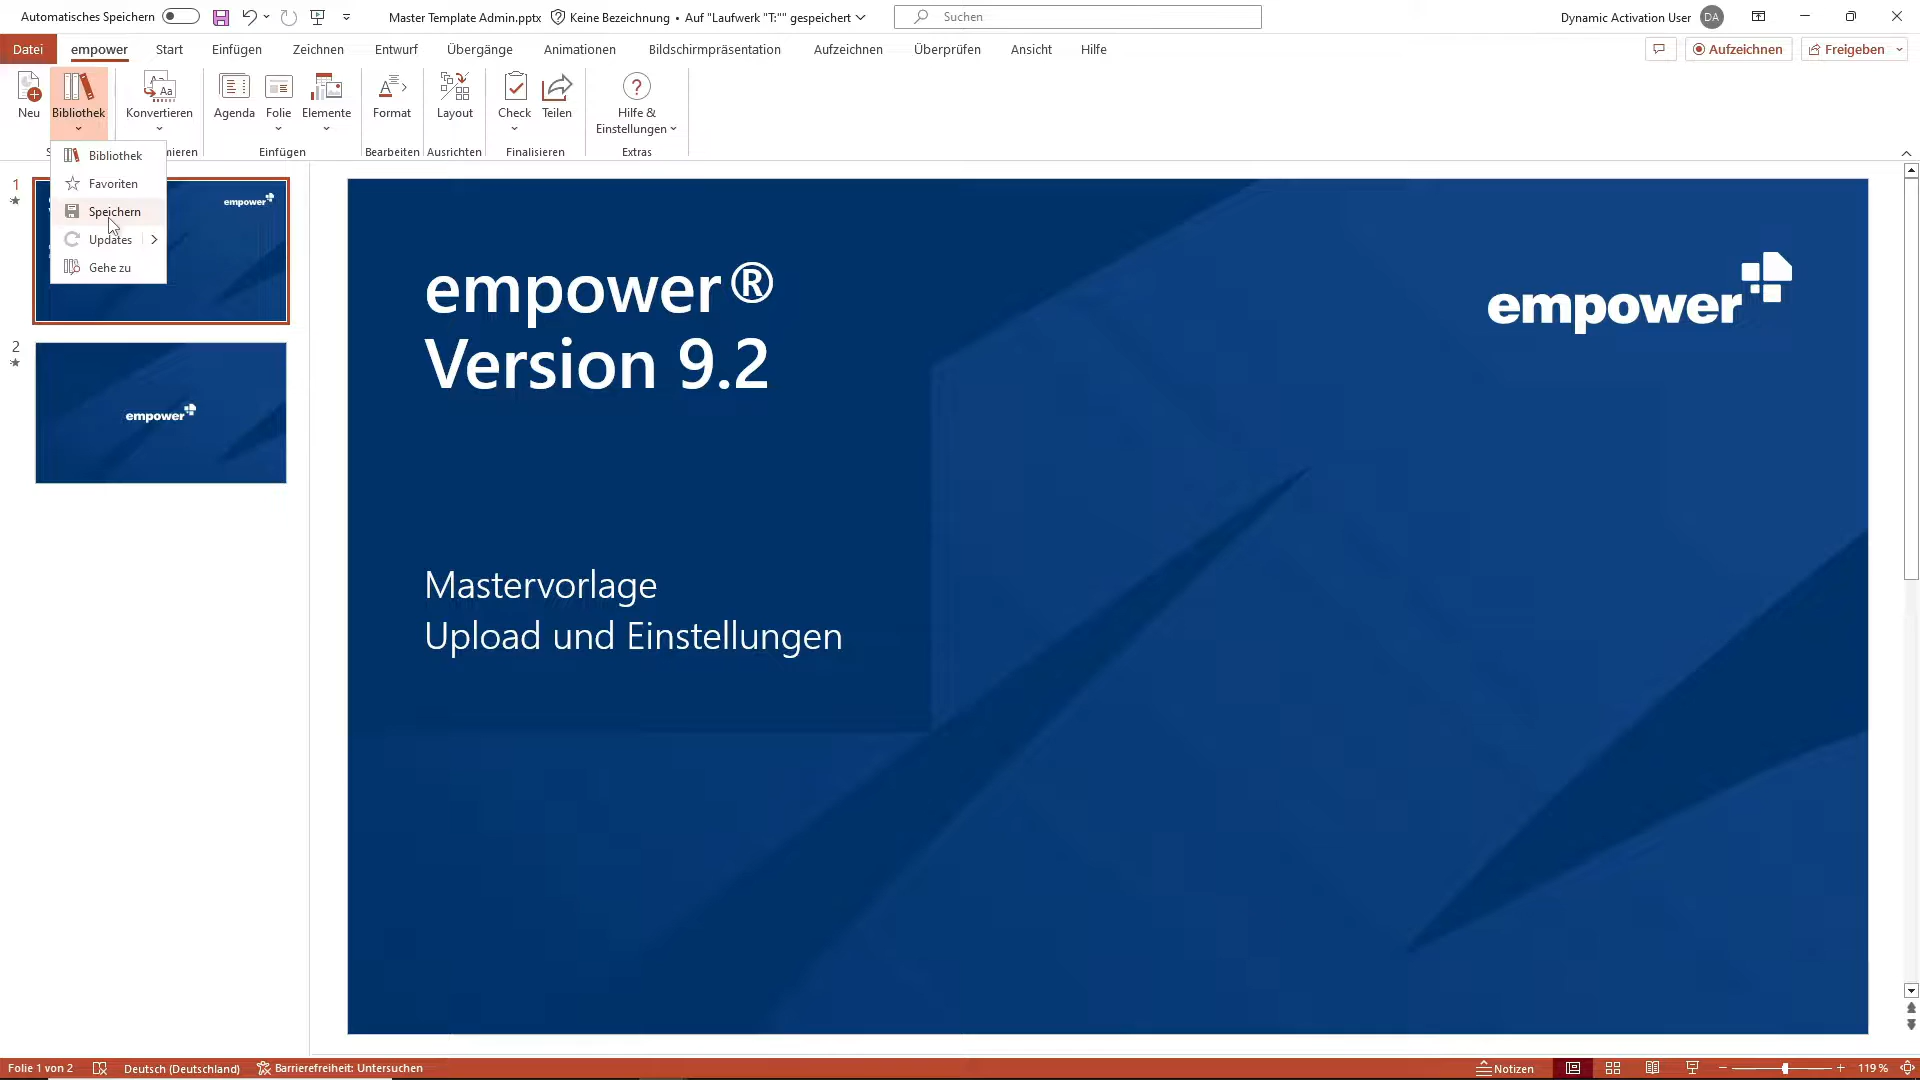 Automatisches Speichern
Master Template Admin.pptx
Keine Bezeichnung • Auf "Laufwerk "T:"" gespeichert
Suchen
Dynamic Activation User DA
Datei empower Start Einfügen Zeichnen Entwurf Übergänge Animationen Bildschirmpräsentation Aufzeichnen Überprüfen Ansicht Hilfe
Aufzeichnen Freigeben
Neu Bibliothek Konvertieren Agenda Folie Elemente Format Layout Check Teilen Hilfe &
Einstellungen
Einfügen Bearbeiten Ausrichten Finalisieren Extras
Bibliothek
Favoriten
Speichern
Updates
Gehe zu
1
empower
2
empower
empower®
Version 9.2
empower
Mastervorlage
Upload und Einstellungen
Folie 1 von 2 Deutsch (Deutschland) Barrierefreiheit: Untersuchen
Notizen
119 %